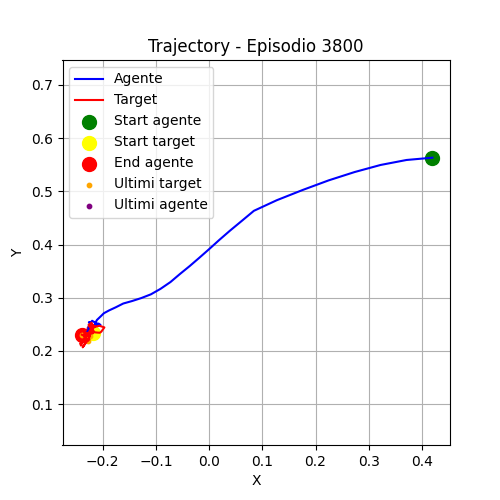 Trajectory - Episodio 3800
Agente
Target
Start agente
Start target
End agente
Ultimi target
Ultimi agente
Y
0.7
0.6
0.5
0.4
0.3
0.2
0.1
−0.2
−0.1
0.0
0.1
0.2
0.3
0.4
X